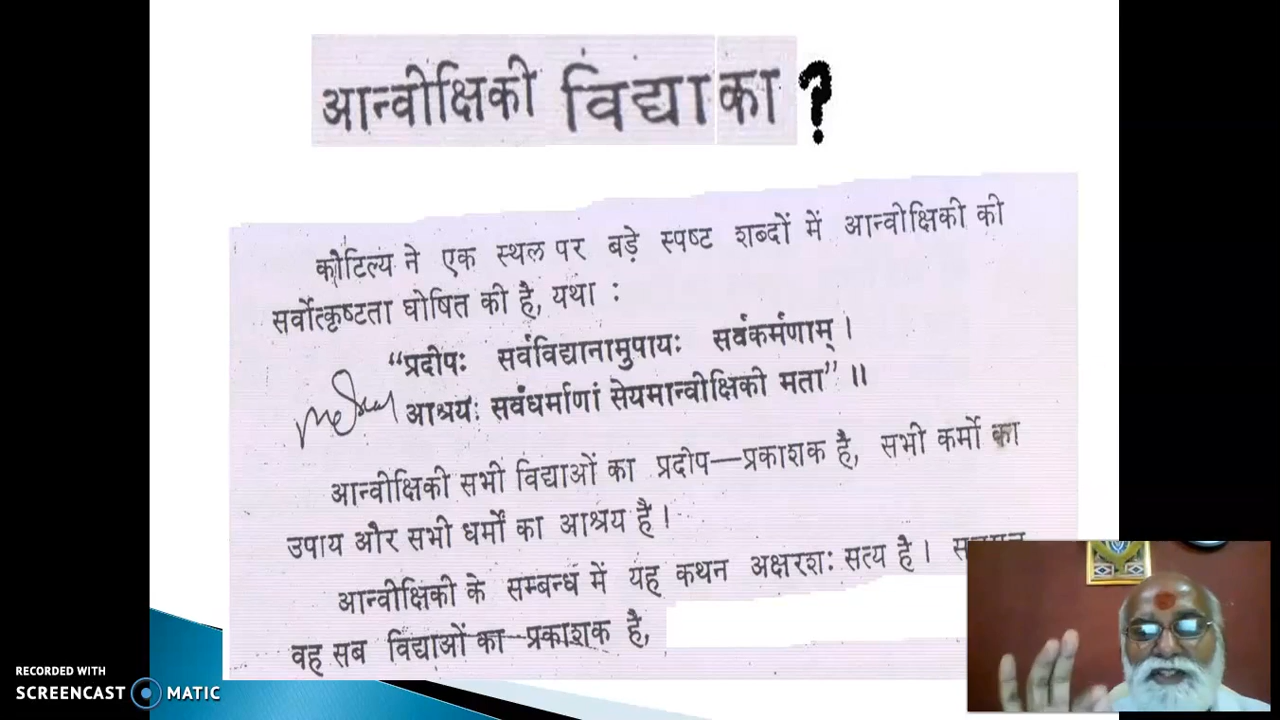 आन्वीक्षिकी विद्या का ?
कौटिल्य ने एक स्थल पर बड़े स्पष्ट शब्दों में आन्वीक्षिकी की
सर्वोत्कृष्टता घोषित की है, यथा :
“प्रदीपः सर्वविद्यानामुपायः सर्वकर्मणाम् ।
आश्रयः सर्वधर्माणां सेयमान्वीक्षिकी मता” ॥
आन्वीक्षिकी सभी विद्याओं का प्रदीप—प्रकाशक है, सभी कर्मो का
उपाय और सभी धर्मों का आश्रय है ।
आन्वीक्षिकी के सम्बन्ध में यह कथन अक्षरशः सत्य है ।
वह सब विद्याओं का प्रकाशक है,
RECORDED WITH
SCREENCAST MATIC